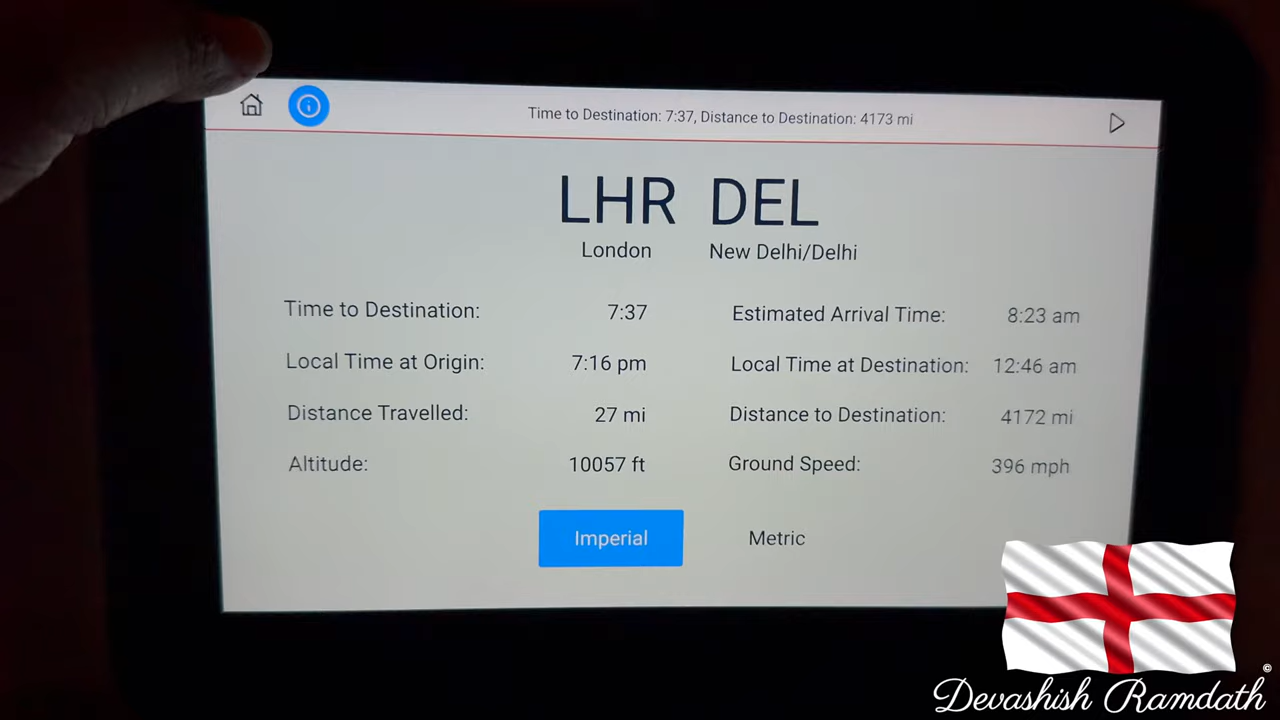 Time to Destination: 7:37, Distance to Destination: 4173 mi
LHR DEL
London New Delhi/Delhi
Time to Destination: 7:37 Estimated Arrival Time: 8:23 am
Local Time at Origin: 7:16 pm Local Time at Destination: 12:46 am
Distance Travelled: 27 mi Distance to Destination: 4172 mi
Altitude: 10057 ft Ground Speed: 396 mph
Imperial Metric
Devashish Ramdath ©